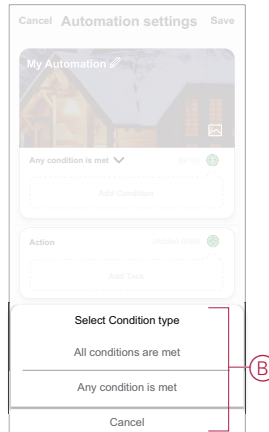 Cancel Automation settings Save
My Automation
Any condition is met
Add Condition
Action
Add Task
Select Condition type
All conditions are met
Any condition is met
B
Cancel